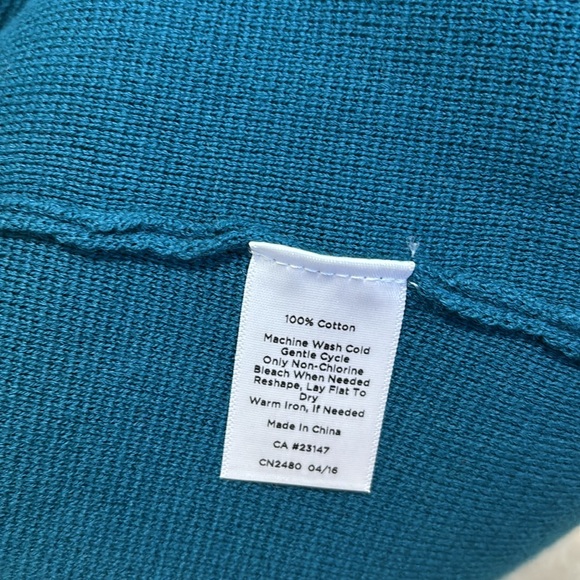 100% Cotton
Machine Wash Cold
Gentle Cycle
Only Non-Chlorine
Bleach When Needed
Reshape, Lay Flat To
Dry
Warm Iron, If Needed
Made In China
CA #23147
CN2480 04/16